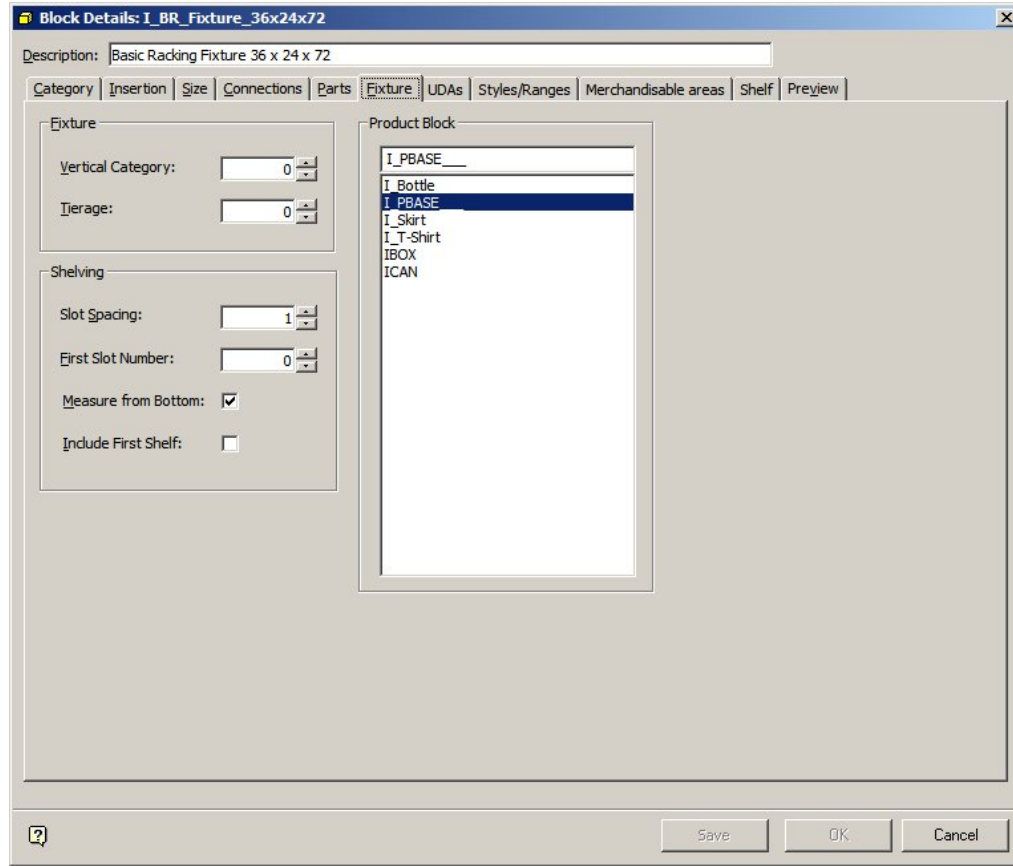 Block Details: I_BR_Fixture_36x24x72
Description: Basic Racking Fixture 36 x 24 x 72
Category Insertion Size Connections Parts Fixture UDAs Styles/Ranges Merchandisable areas Shelf Preview
Fixture
Vertical Category: 0
Tierage: 0
Shelving
Slot Spacing: 1
First Slot Number: 0
Measure from Bottom:
Include First Shelf:
Product Block
I_PBASE___
I_Bottle
I_PBASE___
I_Skirt
I_T-Shirt
IBOX
ICAN
Save OK Cancel